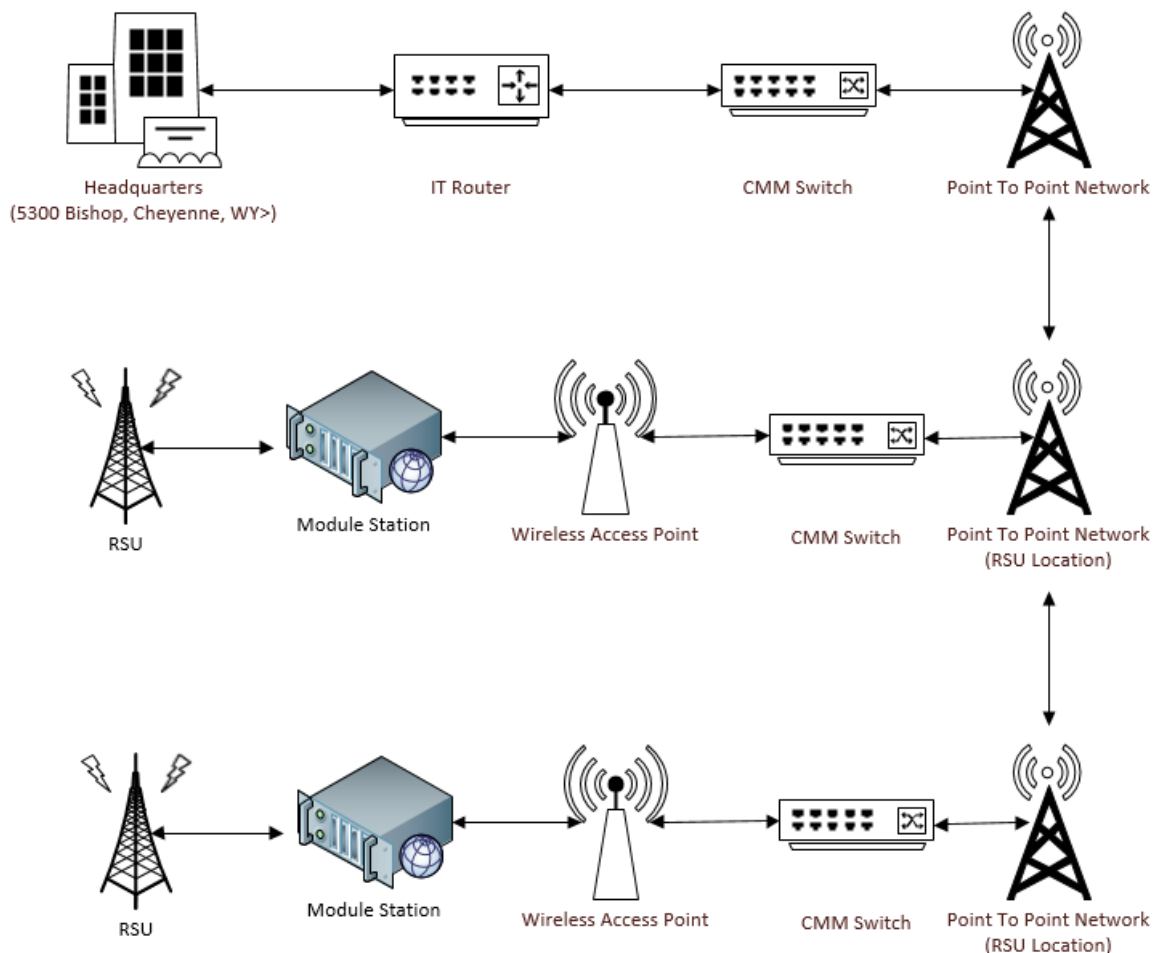 Headquarters
(5300 Bishop, Cheyenne, WY>)
IT Router
CMM Switch
Point To Point Network
RSU
Module Station
Wireless Access Point
CMM Switch
Point To Point Network
(RSU Location)
RSU
Module Station
Wireless Access Point
CMM Switch
Point To Point Network
(RSU Location)